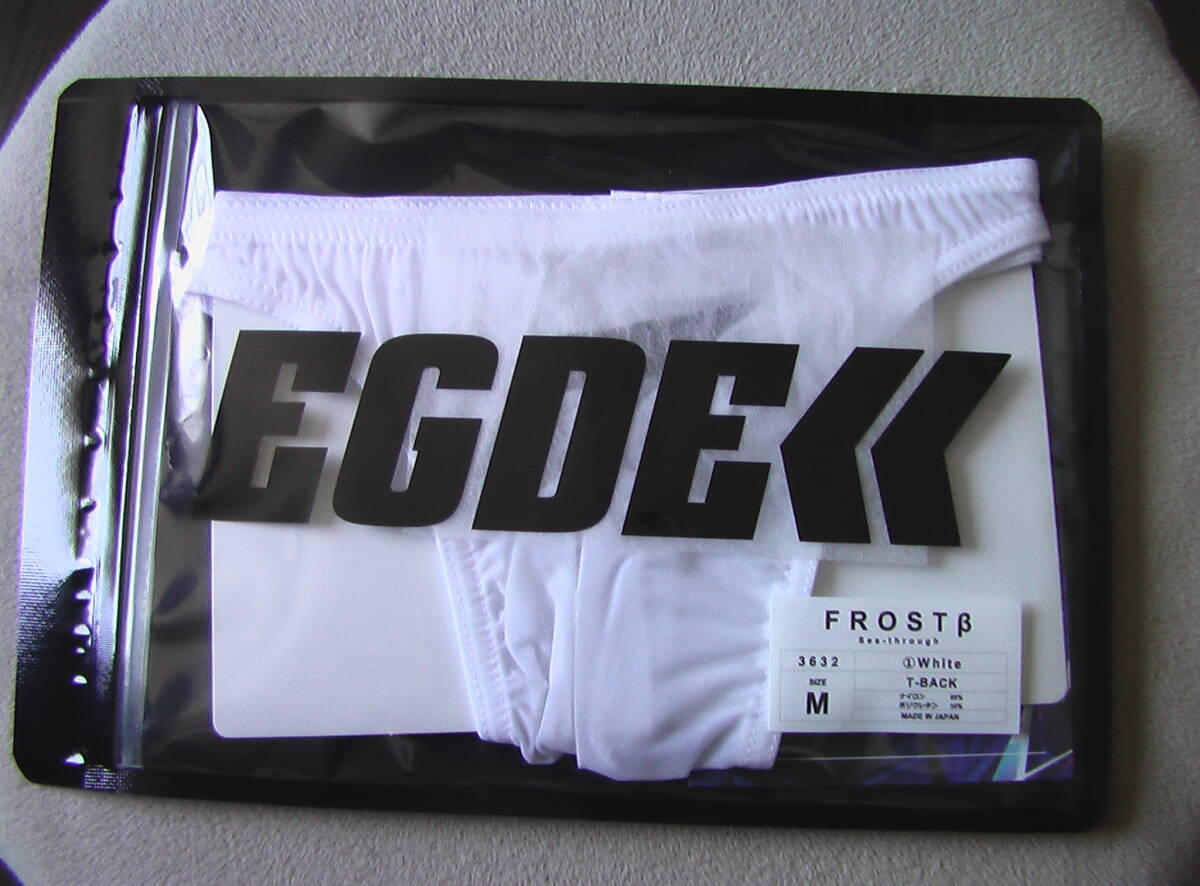 EGDE
FROSTβ
See-through
3632 ①White
SIZE T-BACK
M ナイロン
ポリウレタン
MADE IN JAPAN